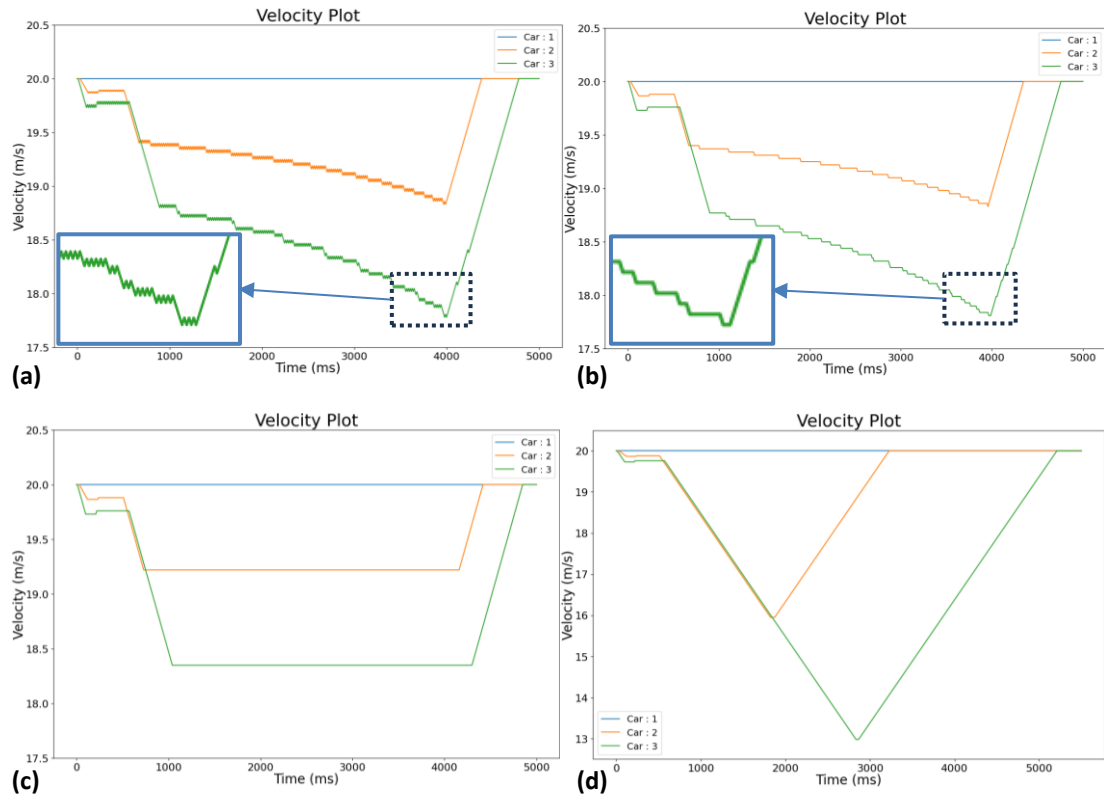 Velocity Plot
20.5
20.0
19.5
19.0
18.5
18.0
17.5
Velocity (m/s)
Car : 1
Car : 2
Car : 3
0 1000 2000 3000 4000 5000
Time (ms)
(a)
Velocity Plot
20.5
20.0
19.5
19.0
18.5
18.0
17.5
Velocity (m/s)
Car : 1
Car : 2
Car : 3
0 1000 2000 3000 4000 5000
Time (ms)
(b)
Velocity Plot
20.5
20.0
19.5
19.0
18.5
18.0
17.5
Velocity (m/s)
Car : 1
Car : 2
Car : 3
0 1000 2000 3000 4000 5000
Time (ms)
(c)
Velocity Plot
20
19
18
17
16
15
14
13
Velocity (m/s)
Car : 1
Car : 2
Car : 3
0 1000 2000 3000 4000 5000
Time (ms)
(d)